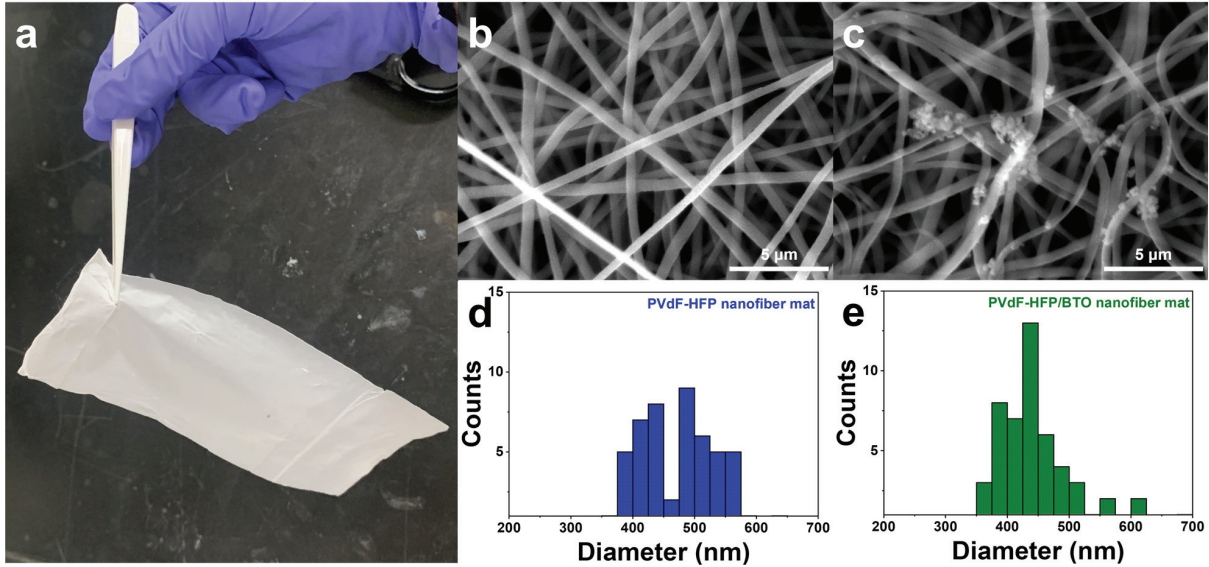 a
b
c
5 µm
5 µm
d
PVdF-HFP nanofiber mat
15
10
5
Counts
200 300 400 500 600 700
Diameter (nm)
e
PVdF-HFP/BTO nanofiber mat
15
10
5
Counts
200 300 400 500 600 700
Diameter (nm)